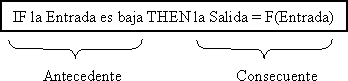 IF la Entrada es baja THEN la Salida = F(Entrada)
Antecedente Consecuente